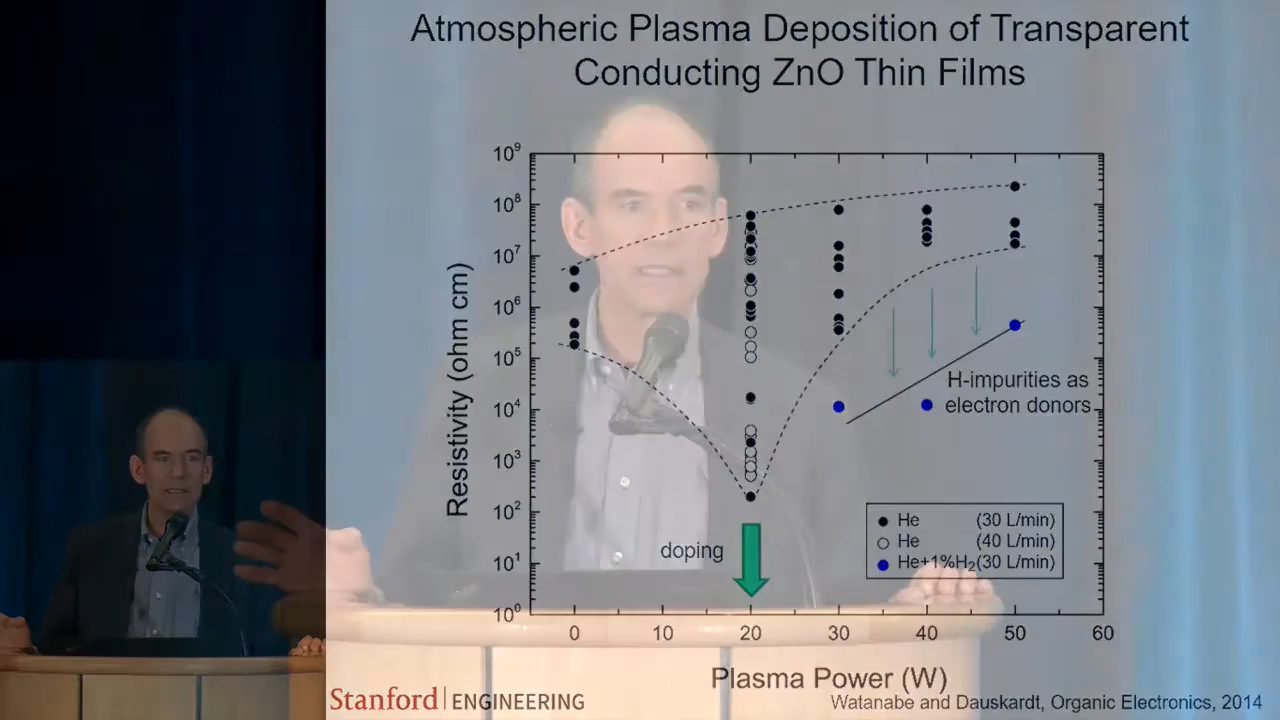 Atmospheric Plasma Deposition of Transparent
Conducting ZnO Thin Films
Resistivity (ohm cm)
10⁹
10⁸
10⁷
10⁶
10⁵
10⁴
10³
10²
10¹
10⁰
H-impurities as
electron donors
doping
He (30 L/min)
He (40 L/min)
He+1%H₂(30 L/min)
0 10 20 30 40 50 60
Plasma Power (W)
Stanford ENGINEERING
Watanabe and Dauskardt, Organic Electronics, 2014